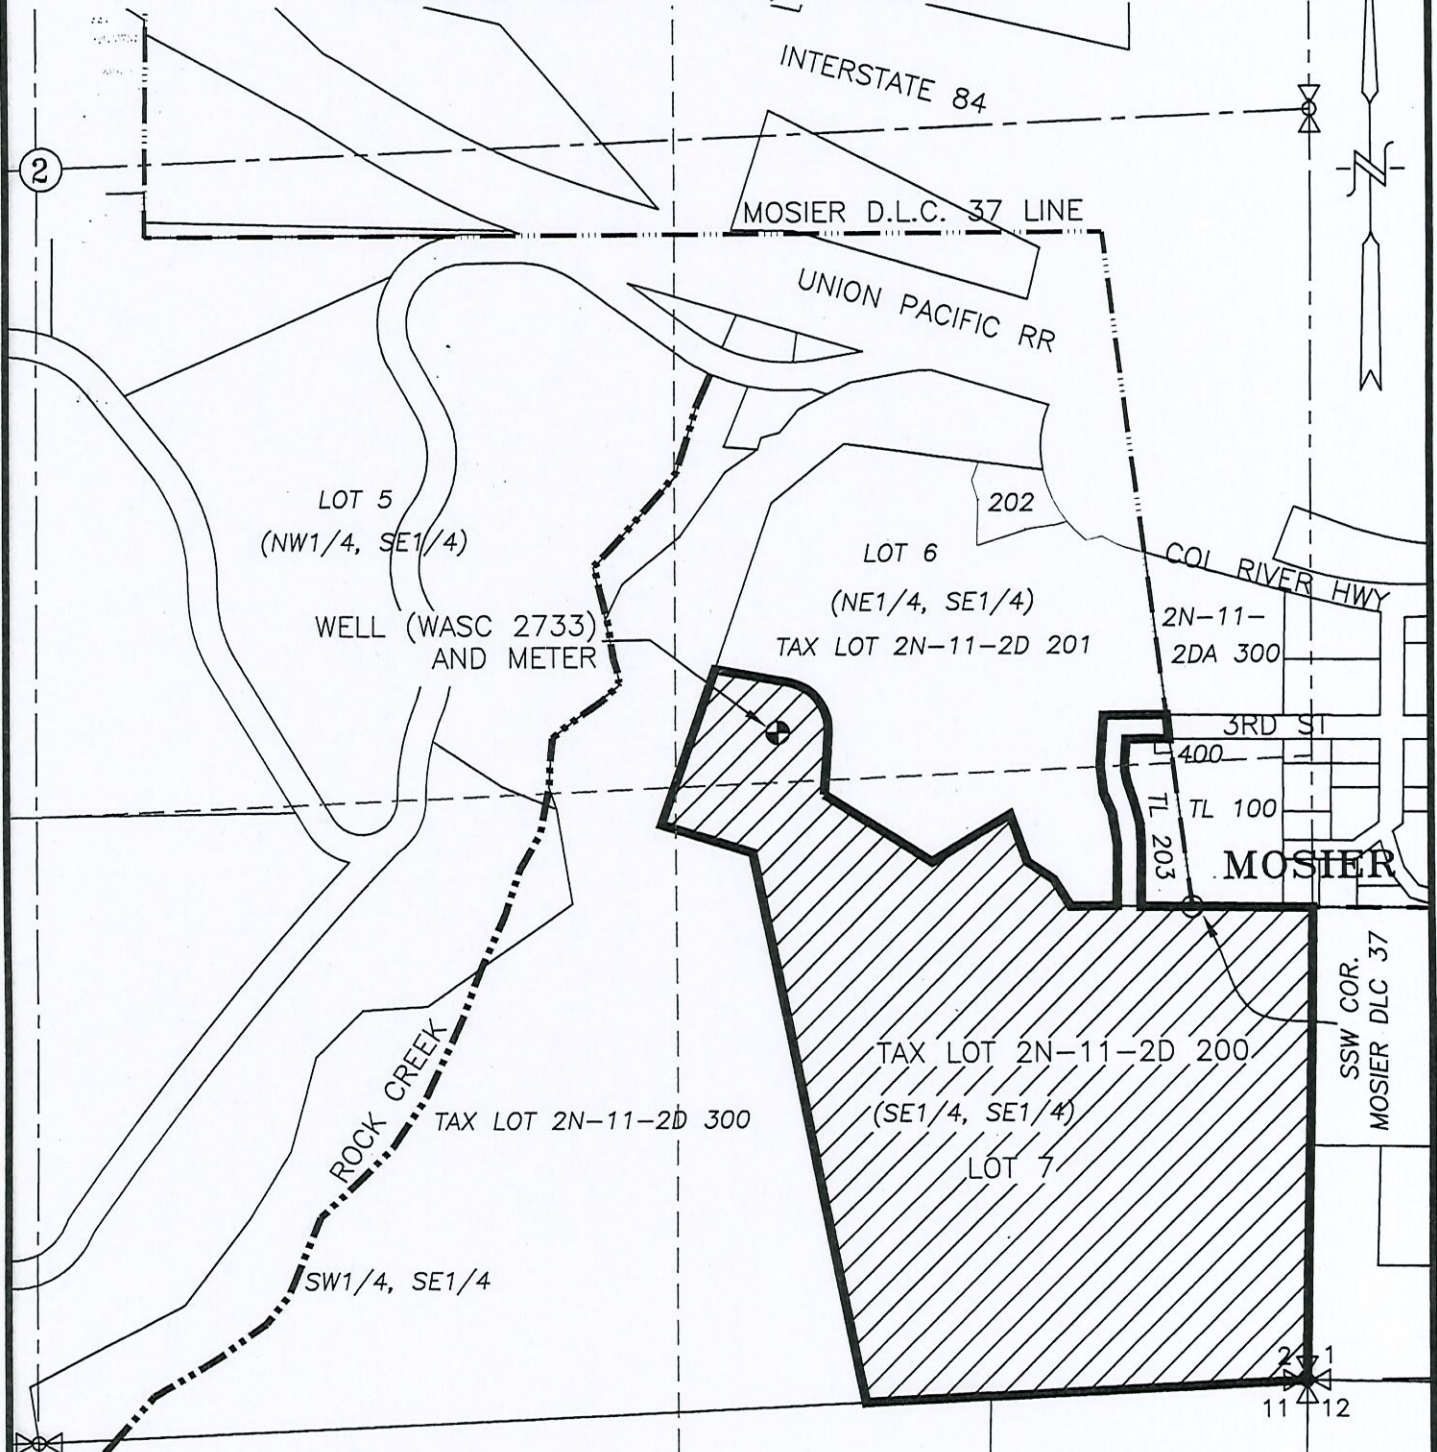 INTERSTATE 84
2
N
MOSIER D.L.C. 37 LINE
UNION PACIFIC RR
LOT 5
(NW1/4, SE1/4)
202
LOT 6
(NE1/4, SE1/4)
TAX LOT 2N-11-2D 201
COL RIVER HWY
2N-11-
2DA 300
WELL (WASC 2733)
AND METER
3RD ST
400
TL 100
TL 203
MOSIER
SSW COR.
MOSIER DLC 37
TAX LOT 2N-11-2D 200
(SE1/4, SE1/4)
LOT 7
ROCK CREEK
TAX LOT 2N-11-2D 300
SW1/4, SE1/4
2 1
11 12